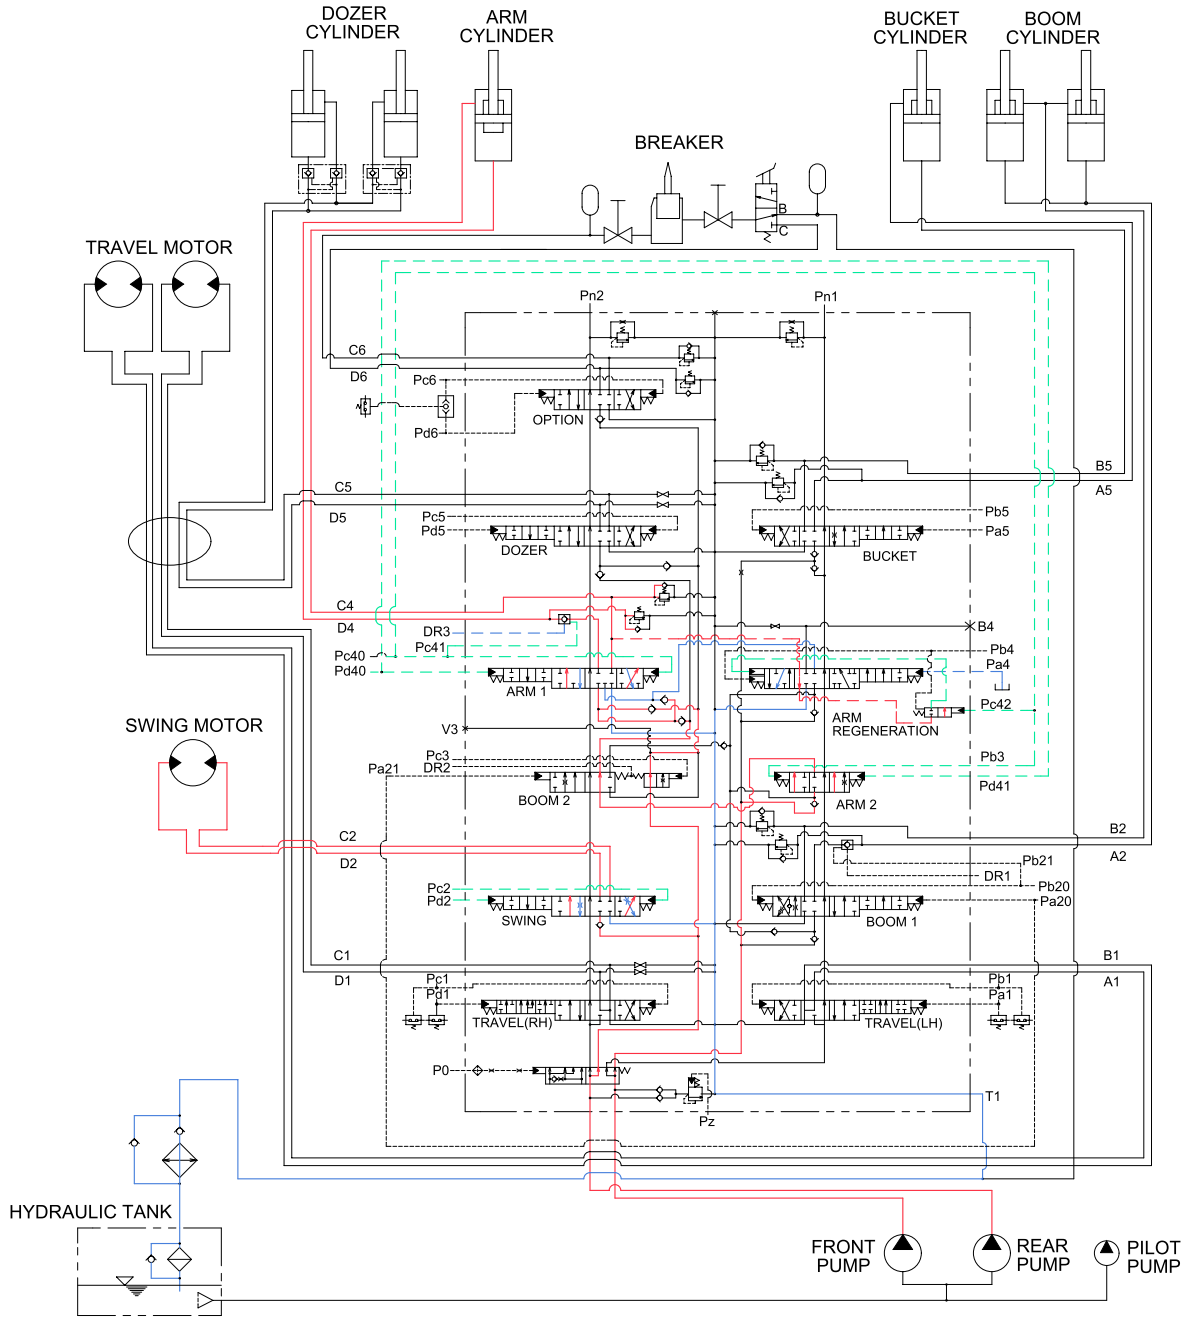 DOZER
CYLINDER
ARM
CYLINDER
BUCKET
CYLINDER
BOOM
CYLINDER
BREAKER
B
C
TRAVEL MOTOR
Pn2
Pn1
C6
D6
Pc6
OPTION
Pd6
B5
A5
C5
D5
Pc5
Pd5
DOZER
Pb5
Pa5
BUCKET
C4
D4
DR3
Pc41
Pc40
Pd40
ARM 1
B4
Pb4
Pa4
Pc42
ARM
REGENERATION
SWING MOTOR
V3
Pc3
DR2
Pa21
BOOM 2
Pb3
Pd41
ARM 2
C2
D2
B2
A2
Pb21
DR1
Pc2
Pd2
SWING
Pb20
Pa20
BOOM 1
C1
D1
B1
A1
Pc1
Pd1
TRAVEL(RH)
Pb1
Pa1
TRAVEL(LH)
P0
T1
Pz
HYDRAULIC TANK
FRONT
PUMP
REAR
PUMP
PILOT
PUMP